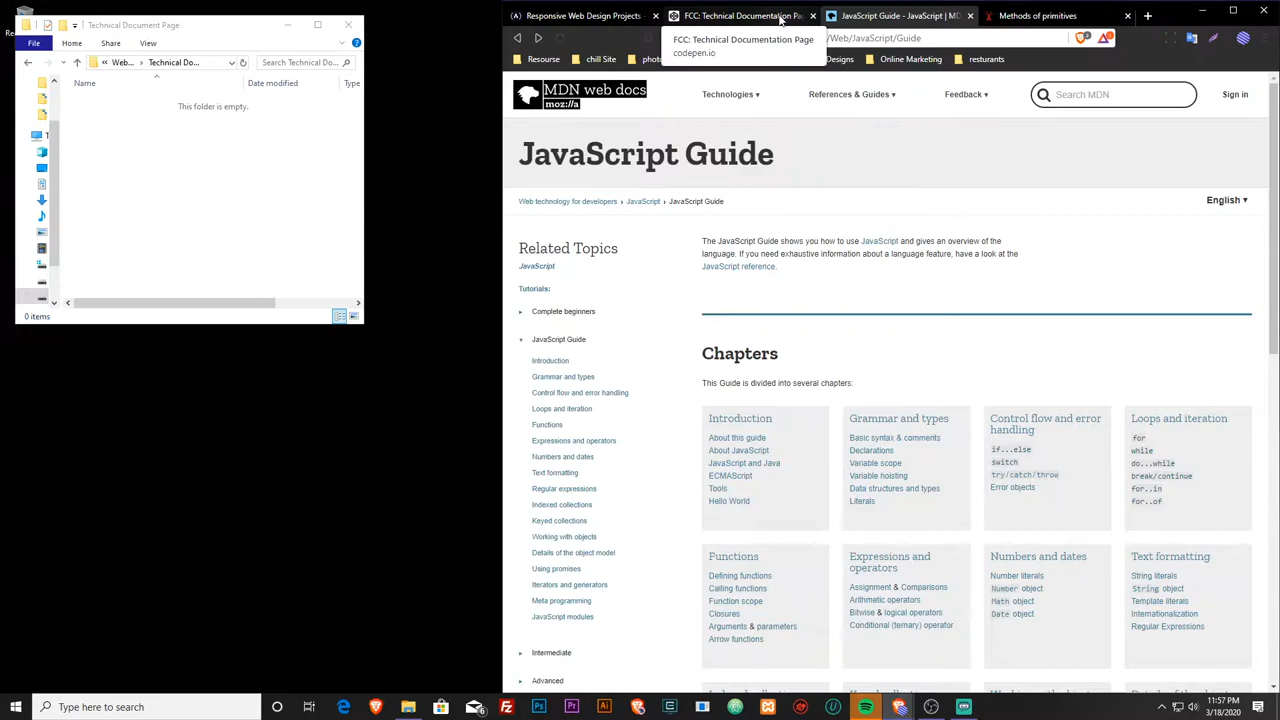 Technical Document Page
File Home Share View
Web... Technical Do... Search Technical Do...
Name Date modified Type
This folder is empty.
0 items
Responsive Web Design Projects
FCC: Technical Documentation Pa
JavaScript Guide - JavaScript | MD
Methods of primitives
/Web/JavaScript/Guide
FCC: Technical Documentation Page
codepen.io
Resourse chill Site photo Designs Online Marketing resturants
MDN web docs
moz://a
Technologies ▾ References & Guides ▾ Feedback ▾ Search MDN Sign in
JavaScript Guide
Web technology for developers › JavaScript › JavaScript Guide English ▾
Related Topics
JavaScript
Tutorials:
Complete beginners
JavaScript Guide
Introduction
Grammar and types
Control flow and error handling
Loops and iteration
Functions
Expressions and operators
Numbers and dates
Text formatting
Regular expressions
Indexed collections
Keyed collections
Working with objects
Details of the object model
Using promises
Iterators and generators
Meta programming
JavaScript modules
Intermediate
Advanced
The JavaScript Guide shows you how to use JavaScript and gives an overview of the
language. If you need exhaustive information about a language feature, have a look at the
JavaScript reference.
Chapters
This Guide is divided into several chapters:
Introduction
About this guide
About JavaScript
JavaScript and Java
ECMAScript
Tools
Hello World
Grammar and types
Basic syntax & comments
Declarations
Variable scope
Variable hoisting
Data structures and types
Literals
Control flow and error
handling
if...else
switch
try/catch/throw
Error objects
Loops and iteration
for
while
do...while
break/continue
for..in
for..of
Functions
Defining functions
Calling functions
Function scope
Closures
Arguments & parameters
Arrow functions
Expressions and
operators
Assignment & Comparisons
Arithmetic operators
Bitwise & logical operators
Conditional (ternary) operator
Numbers and dates
Number literals
Number object
Math object
Date object
Text formatting
String literals
String object
Template literals
Internationalization
Regular Expressions
Type here to search
11:57 PM
3/18/2020